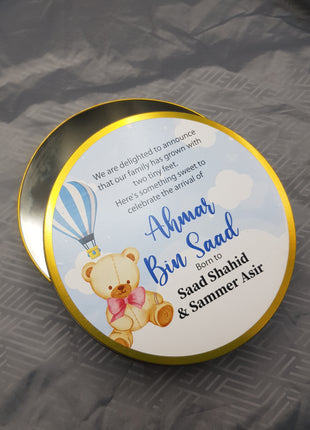 We are delighted to announce
that our family has grown with
two tiny feet.
Here's something sweet to
celebrate the arrival of
Ahmar
Bin Saad
Born to
Saad Shahid
& Sammer Asir